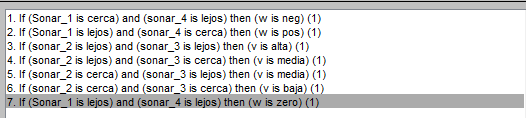 1. If (Sonar_1 is cerca) and (sonar_4 is lejos) then (w is neg) (1)
2. If (Sonar_1 is lejos) and (sonar_4 is cerca) then (w is pos) (1)
3. If (sonar_2 is lejos) and (sonar_3 is lejos) then (v is alta) (1)
4. If (sonar_2 is lejos) and (sonar_3 is cerca) then (v is media) (1)
5. If (sonar_2 is cerca) and (sonar_3 is lejos) then (v is media) (1)
6. If (sonar_2 is cerca) and (sonar_3 is cerca) then (v is baja) (1)
7. If (Sonar_1 is lejos) and (sonar_4 is lejos) then (w is zero) (1)